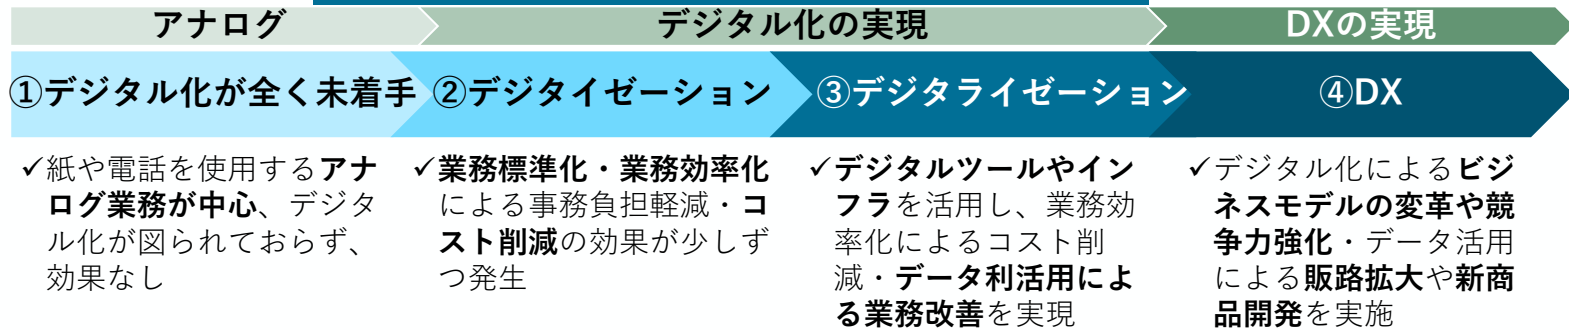 アナログ
デジタル化の実現
DXの実現
①デジタル化が全く未着手
②デジタイゼーション
③デジタライゼーション
④DX
✓紙や電話を使用するアナ
ログ業務が中心、デジタ
ル化が図られておらず、
効果なし
✓業務標準化・業務効率化
による事務負担軽減・コ
スト削減の効果が少しず
つ発生
✓デジタルツールやイン
フラを活用し、業務効
率化によるコスト削
減・データ利活用によ
る業務改善を実現
✓デジタル化によるビジ
ネスモデルの変革や競
争力強化・データ活用
による販路拡大や新商
品開発を実施